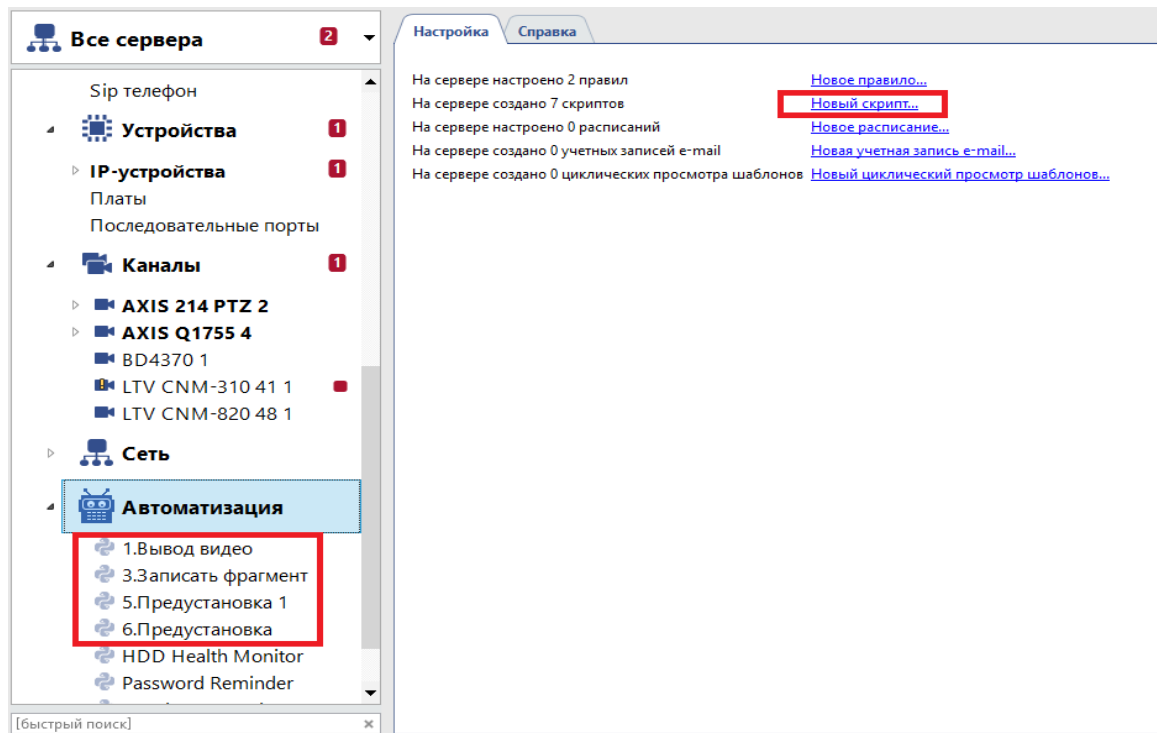 Все сервера 2
Sip телефон
Устройства 1
IP-устройства 1
Платы
Последовательные порты
Каналы 1
AXIS 214 PTZ 2
AXIS Q1755 4
BD4370 1
LTV CNM-310 41 1
LTV CNM-820 48 1
Сеть
Автоматизация
1.Вывод видео
3.Записать фрагмент
5.Предустановка 1
6.Предустановка
HDD Health Monitor
Password Reminder
[быстрый поиск]
Настройка Справка
На сервере настроено 2 правил Новое правило...
На сервере создано 7 скриптов Новый скрипт...
На сервере настроено 0 расписаний Новое расписание...
На сервере создано 0 учетных записей e-mail Новая учетная запись e-mail...
На сервере создано 0 циклических просмотра шаблонов Новый циклический просмотр шаблонов...